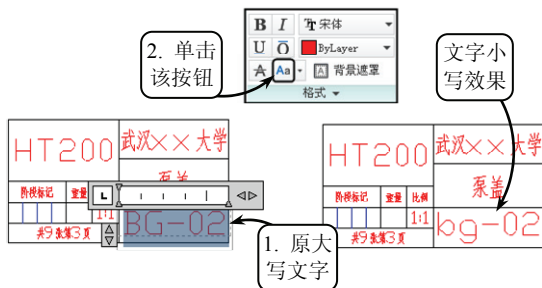 B I 宋体
U O ByLayer
A Aa 背景遮罩
格式
2. 单击
该按钮
文字小
写效果
HT200
武汉××大学
泵盖
阶段标记 重量
1:1
共9张第3页
BG-02
L
1. 原大
写文字
HT200
武汉××大学
泵盖
阶段标记 重量 比例
1:1
共9张第3页
bg-02